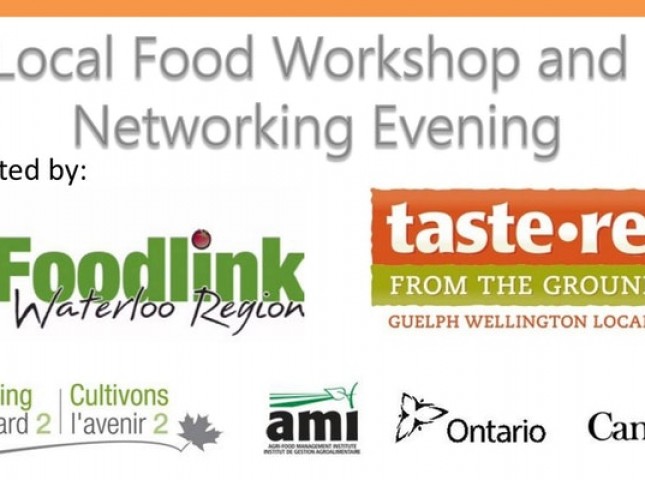 Local Food Workshop and
Networking Evening
ted by:
Foodlink
Waterloo Region
taste•re
FROM THE GROUN
GUELPH WELLINGTON LOCA
ing
ard 2
Cultivons
l'avenir 2
ami
AGRI-FOOD MANAGEMENT INSTITUTE
INSTITUT DE GESTION AGROALIMENTAIRE
Ontario
Can